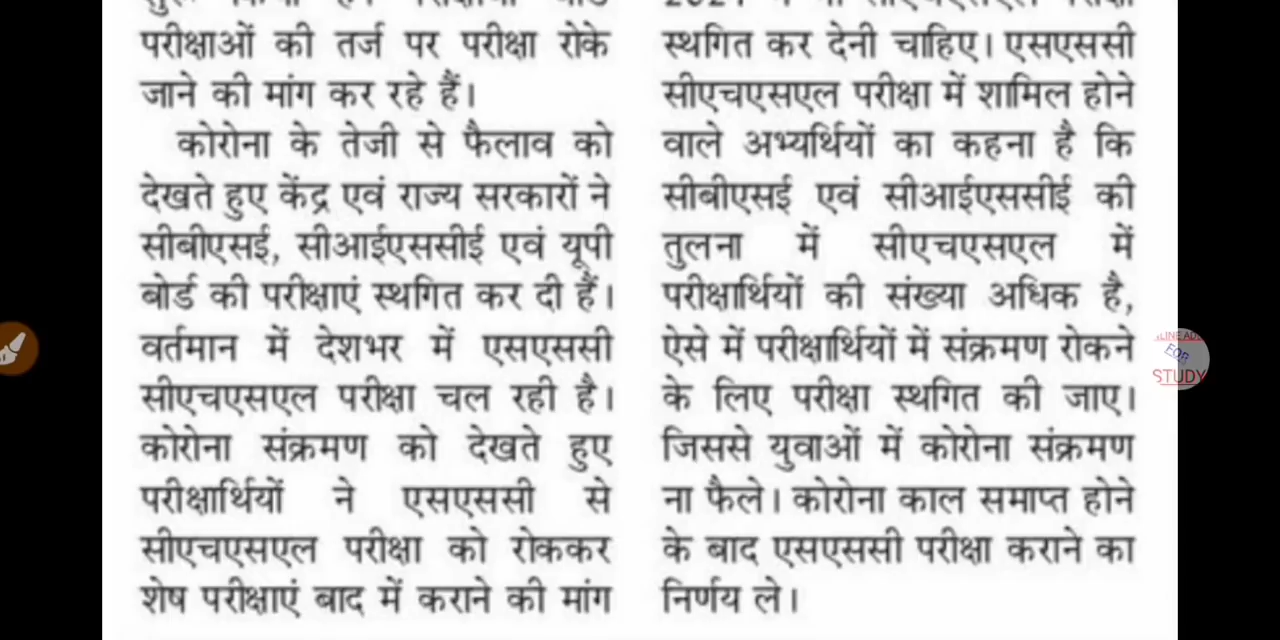 परीक्षाओं की तर्ज पर परीक्षा रोके
जाने की मांग कर रहे हैं।
कोरोना के तेजी से फैलाव को
देखते हुए केंद्र एवं राज्य सरकारों ने
सीबीएसई, सीआईएससीई एवं यूपी
बोर्ड की परीक्षाएं स्थगित कर दी हैं।
वर्तमान में देशभर में एसएससी
सीएचएसएल परीक्षा चल रही है।
कोरोना संक्रमण को देखते हुए
परीक्षार्थियों ने एसएससी से
सीएचएसएल परीक्षा को रोककर
शेष परीक्षाएं बाद में कराने की मांग
स्थगित कर देनी चाहिए। एसएससी
सीएचएसएल परीक्षा में शामिल होने
वाले अभ्यर्थियों का कहना है कि
सीबीएसई एवं सीआईएससीई की
तुलना में सीएचएसएल में
परीक्षार्थियों की संख्या अधिक है,
ऐसे में परीक्षार्थियों में संक्रमण रोकने
के लिए परीक्षा स्थगित की जाए।
जिससे युवाओं में कोरोना संक्रमण
ना फैले। कोरोना काल समाप्त होने
के बाद एसएससी परीक्षा कराने का
निर्णय ले।
FOR
STUDY